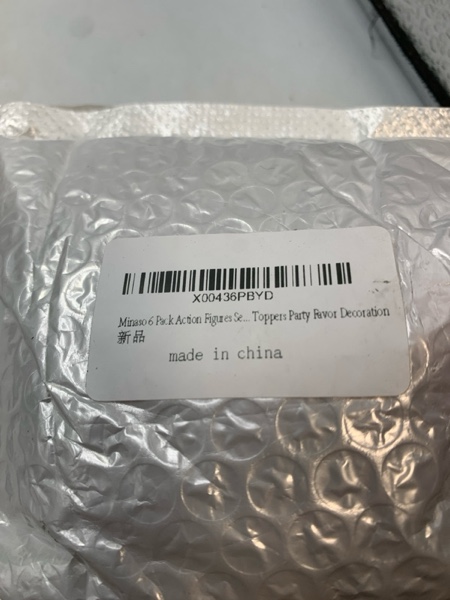 X00436PBYD
Minaso 6 Pack Action Figures Se... Toppers Party Favor Decoration
新品
made in china